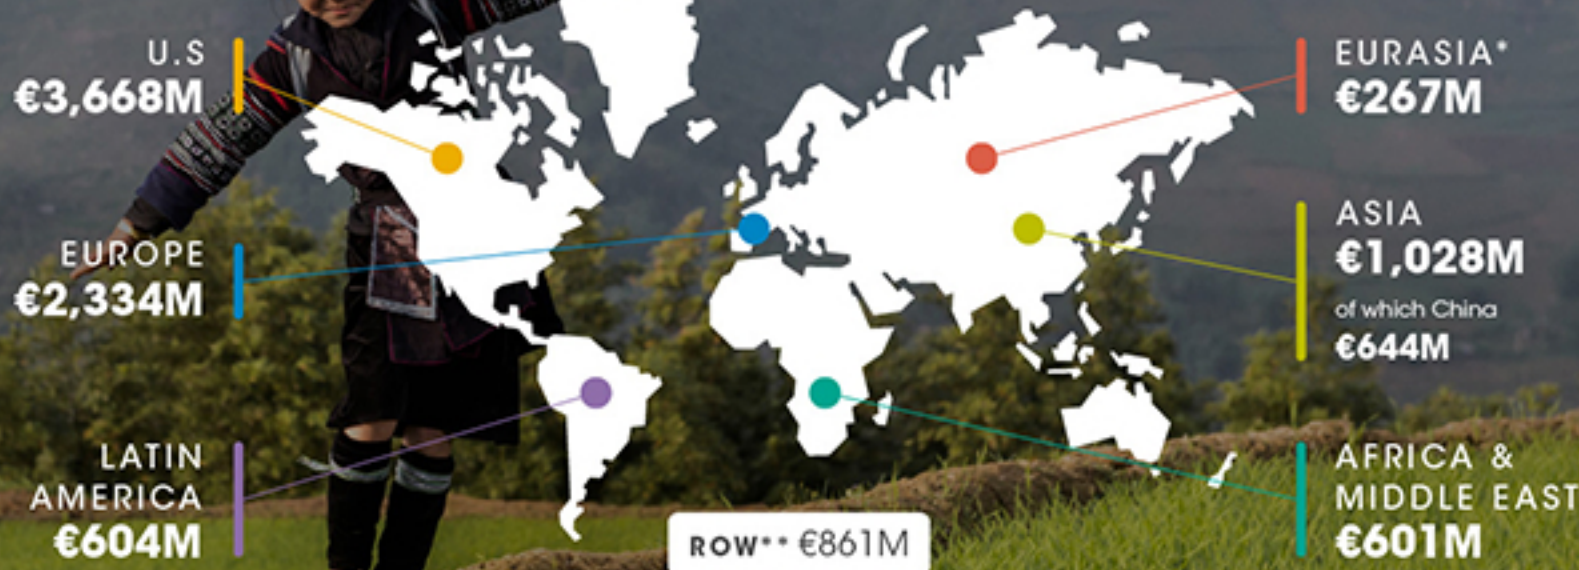 U.S
€3,668M
EUROPE
€2,334M
LATIN
AMERICA
€604M
ROW** €861M
EURASIA*
€267M
ASIA
€1,028M
of which China
€644M
AFRICA &
MIDDLE EAST
€601M